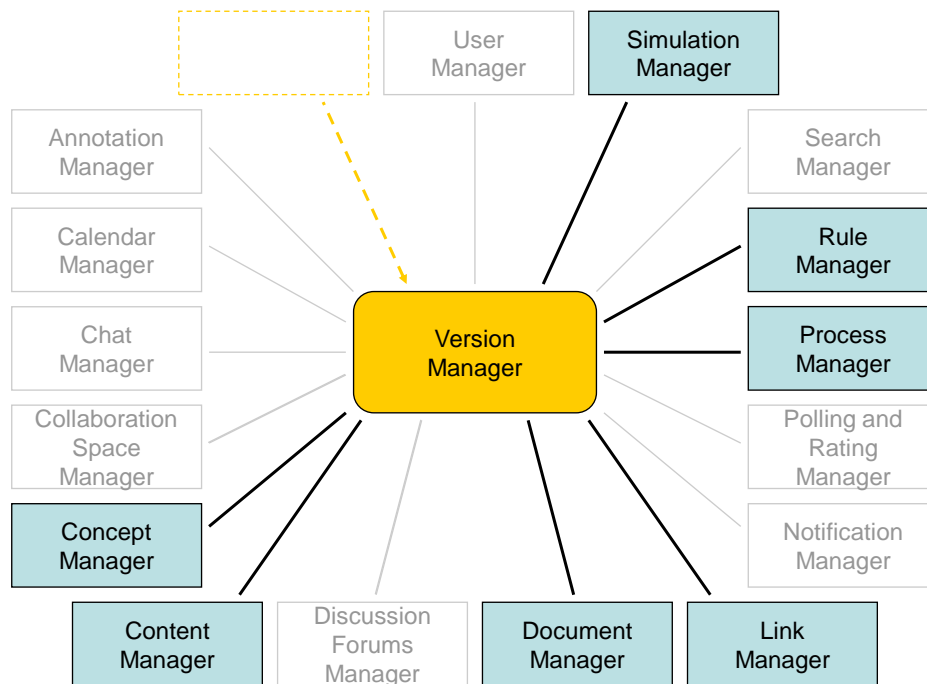 User
Manager
Simulation
Manager
Annotation
Manager
Search
Manager
Calendar
Manager
Rule
Manager
Chat
Manager
Version
Manager
Process
Manager
Collaboration
Space
Manager
Polling and
Rating
Manager
Concept
Manager
Notification
Manager
Content
Manager
Discussion
Forums
Manager
Document
Manager
Link
Manager